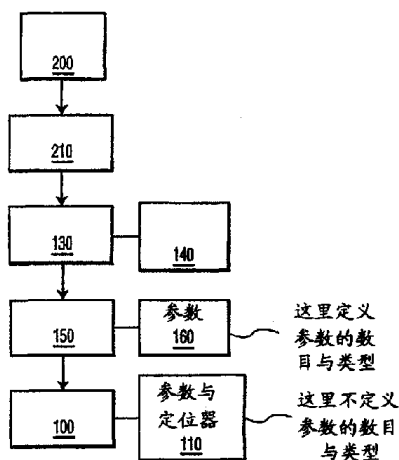 200
210
130
140
150
参数
160
这里定义
参数的数
目与类型
100
参数与
定位器
110
这里不定义
参数的数目
与类型